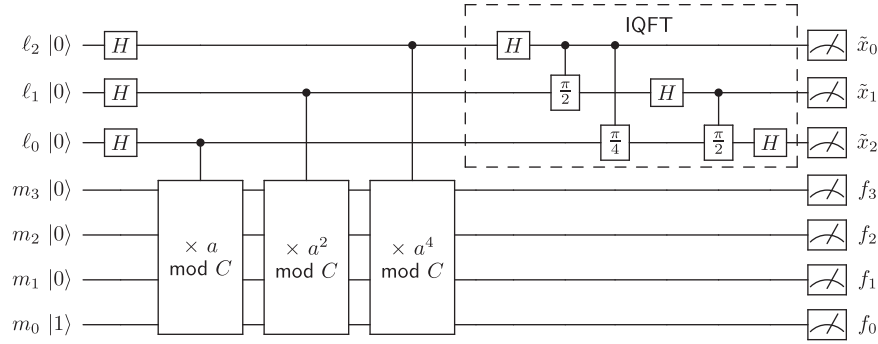 IQFT
ℓ₂ |0⟩ H H x̃₀
ℓ₁ |0⟩ H π/2 H x̃₁
ℓ₀ |0⟩ H π/4 π/2 H x̃₂
m₃ |0⟩ f₃
m₂ |0⟩ × a × a² × a⁴ f₂
m₁ |0⟩ mod C mod C mod C f₁
m₀ |1⟩ f₀